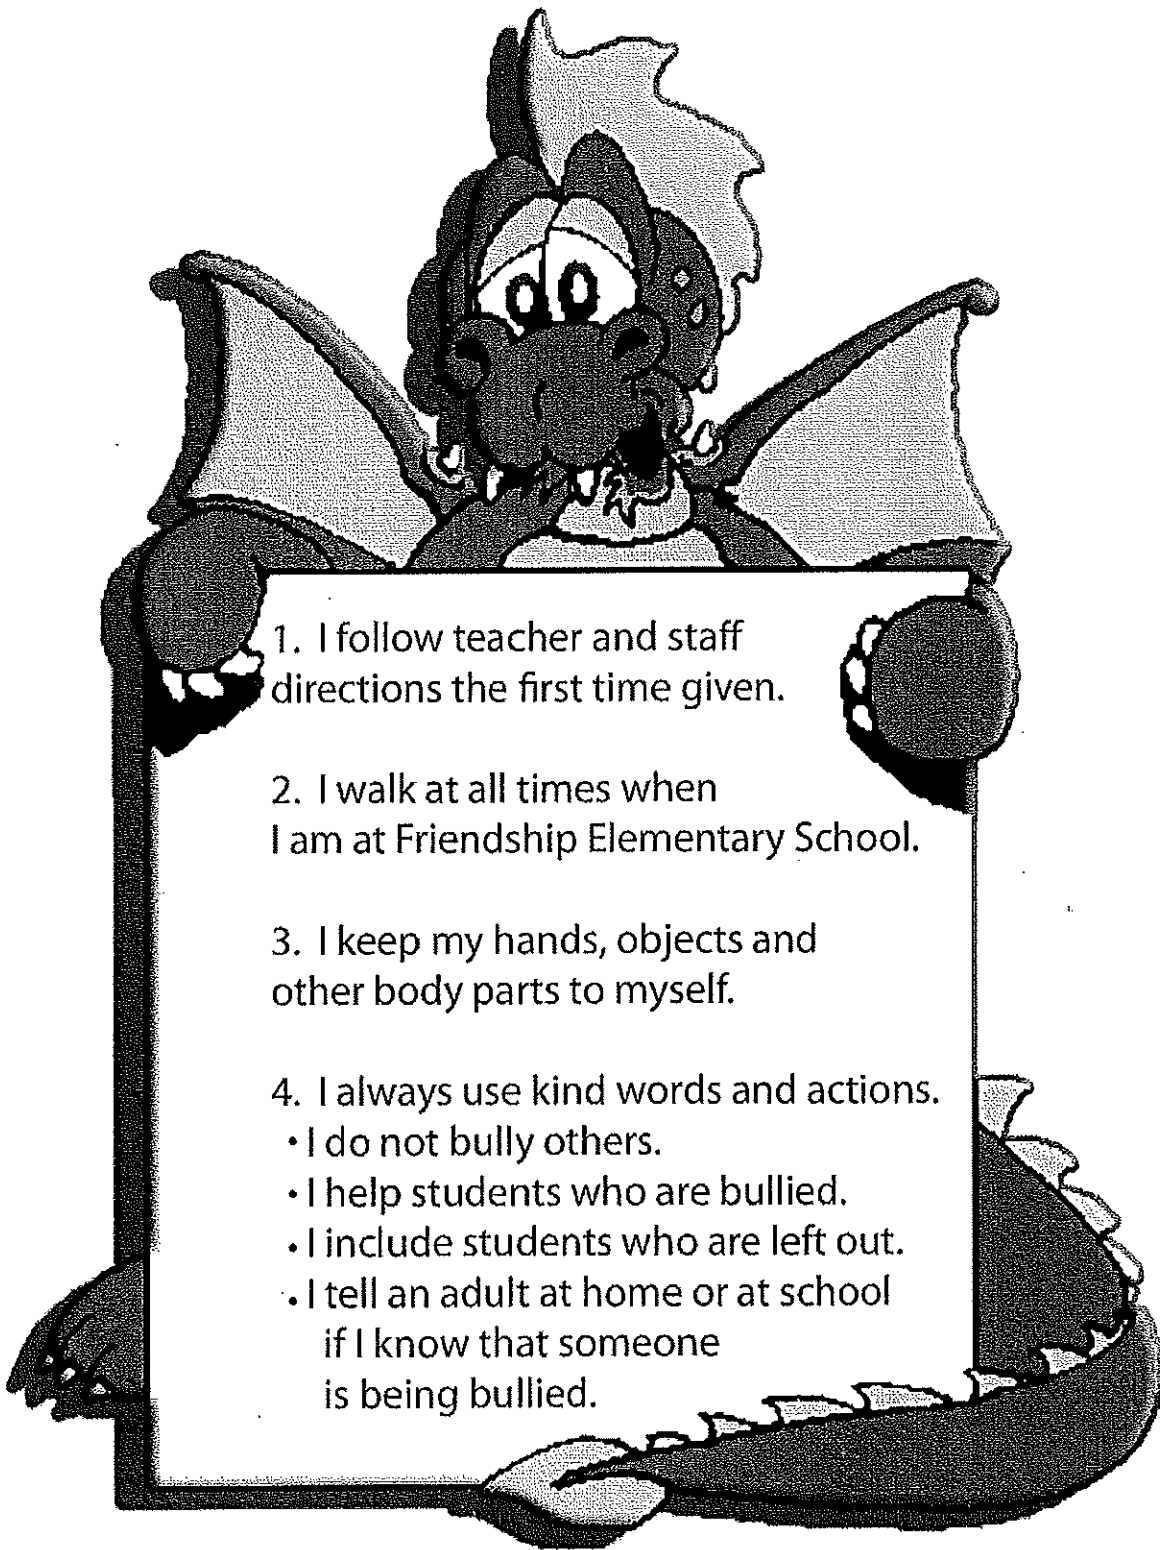 1. I follow teacher and staff
directions the first time given.
2. I walk at all times when
I am at Friendship Elementary School.
3. I keep my hands, objects and
other body parts to myself.
4. I always use kind words and actions.
• I do not bully others.
• I help students who are bullied.
• I include students who are left out.
• I tell an adult at home or at school
if I know that someone
is being bullied.